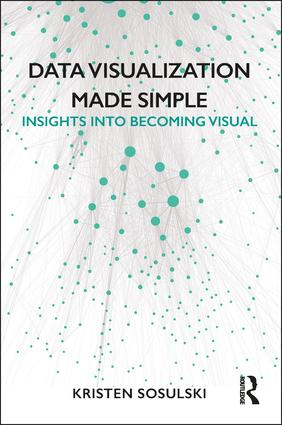 DATA VISUALIZATION
MADE SIMPLE
INSIGHTS INTO BECOMING VISUAL
KRISTEN SOSULSKI
ROUTLEDGE